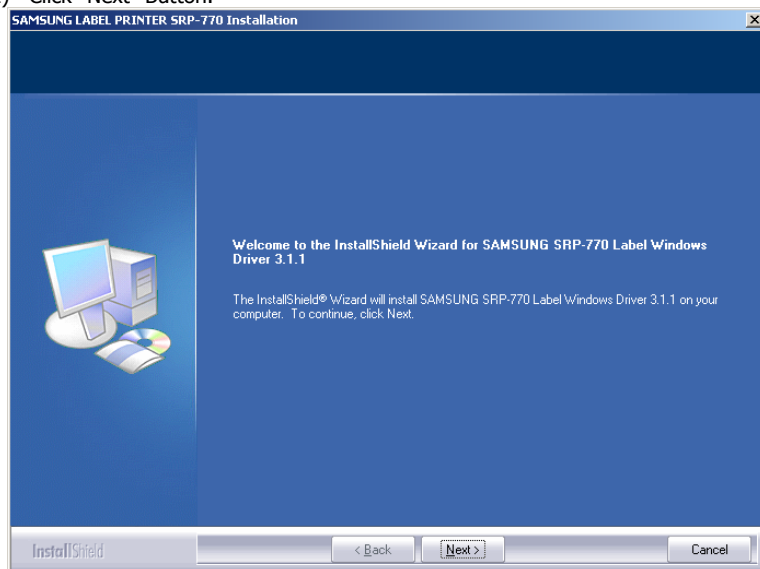 ) Click "Next" Button.
SAMSUNG LABEL PRINTER SRP-770 Installation
Welcome to the InstallShield Wizard for SAMSUNG SRP-770 Label Windows
Driver 3.1.1
The InstallShield® Wizard will install SAMSUNG SRP-770 Label Windows Driver 3.1.1 on your
computer. To continue, click Next.
InstallShield
< Back
Next >
Cancel